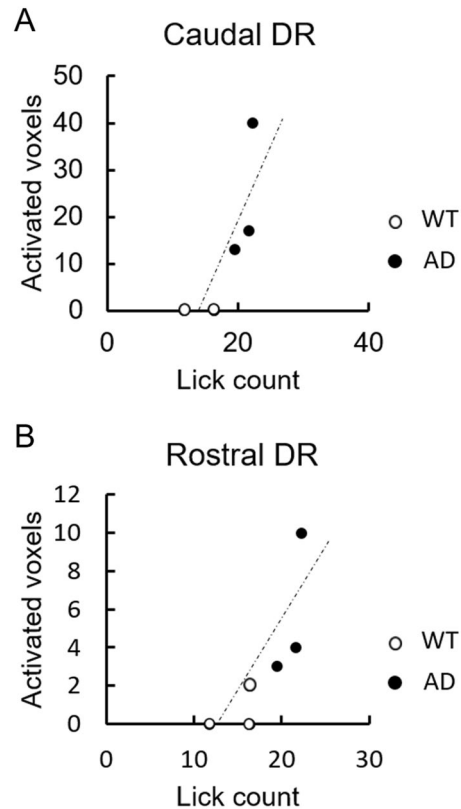 A
Caudal DR
Activated voxels
50
40
30
20
10
0
0 20 40
Lick count
WT
AD
B
Rostral DR
Activated voxels
12
10
8
6
4
2
0
0 10 20 30
Lick count
WT
AD